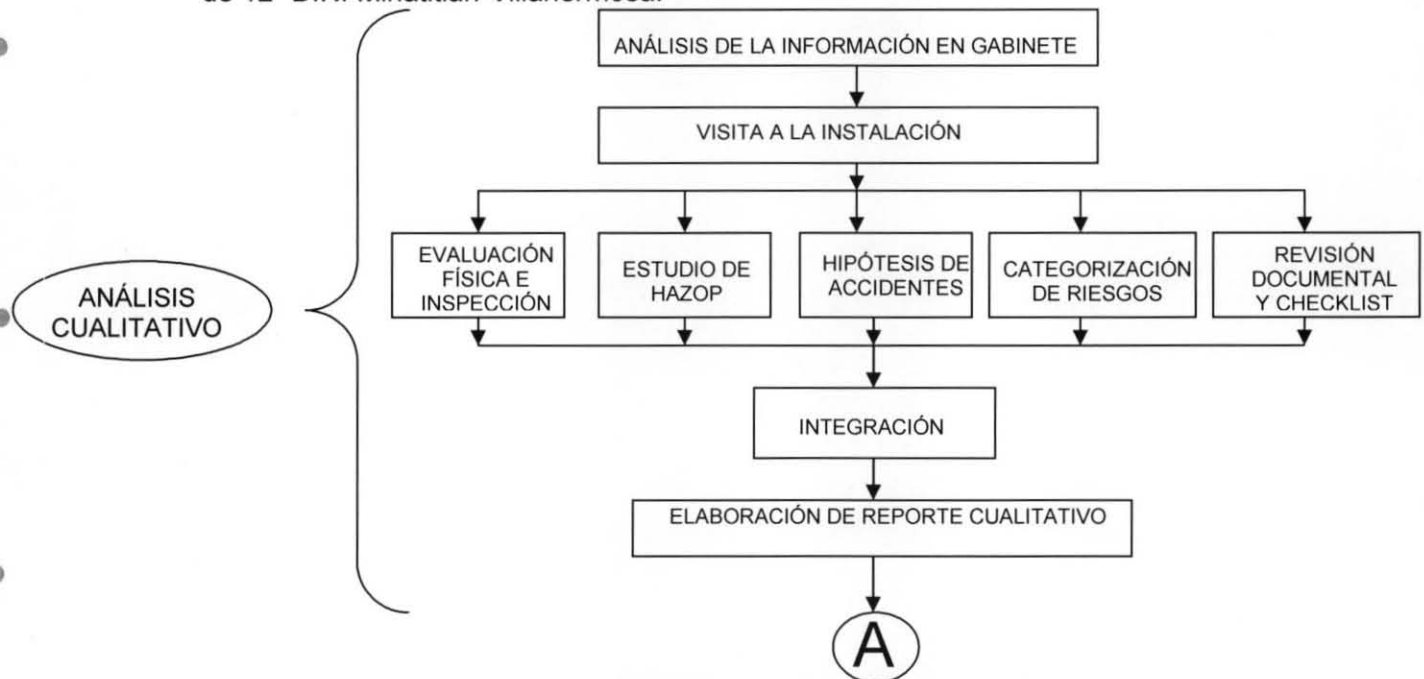 ANÁLISIS DE LA INFORMACIÓN EN GABINETE
VISITA A LA INSTALACIÓN
EVALUACIÓN
FÍSICA E
INSPECCIÓN
ESTUDIO DE
HAZOP
HIPÓTESIS DE
ACCIDENTES
CATEGORIZACIÓN
DE RIESGOS
REVISIÓN
DOCUMENTAL
Y CHECKLIST
ANÁLISIS
CUALITATIVO
INTEGRACIÓN
ELABORACIÓN DE REPORTE CUALITATIVO
A